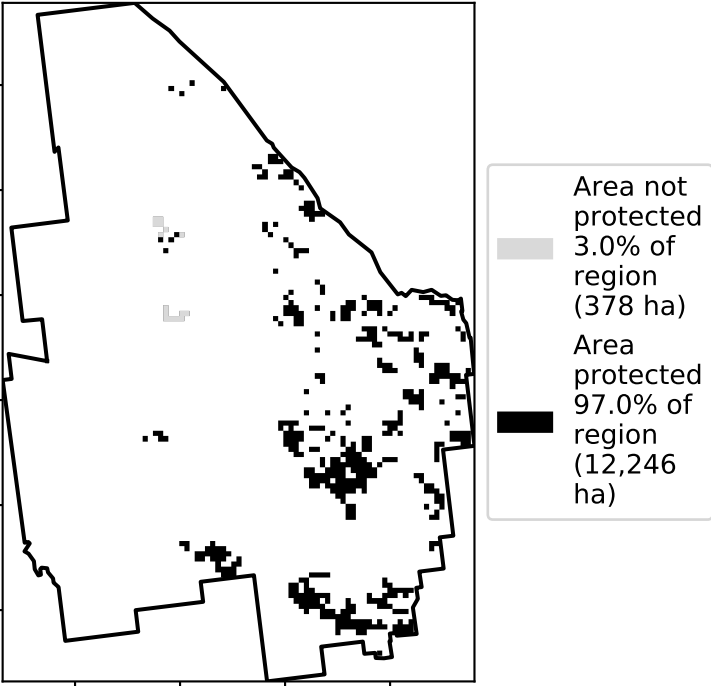 Area not
protected
3.0% of
region
(378 ha)
Area
protected
97.0% of
region
(12,246
ha)